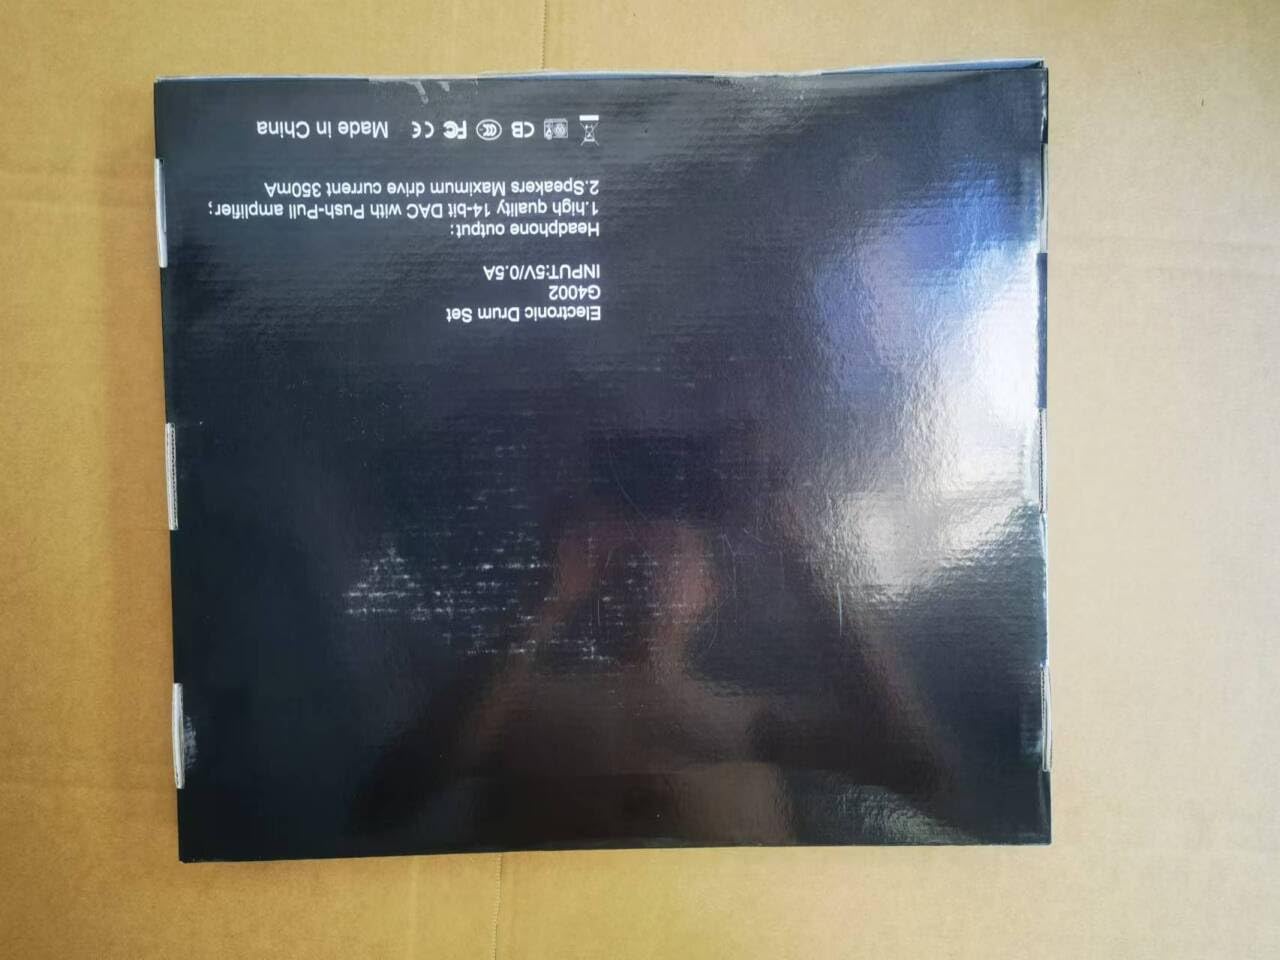 Electronic Drum Set
G4002
INPUT:5V/0.5A
Headphone output:
1.high quality 14-bit DAC with Push-Pull amplifier;
2.Speakers Maximum drive current 350mA
CB CCC FC CE Made in China